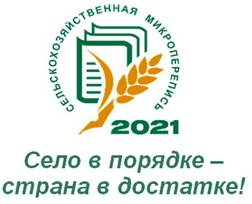 СЕЛЬСКОХОЗЯЙСТВЕННАЯ МИКРОПЕРЕПИСЬ
2021
Село в порядке –
страна в достатке!